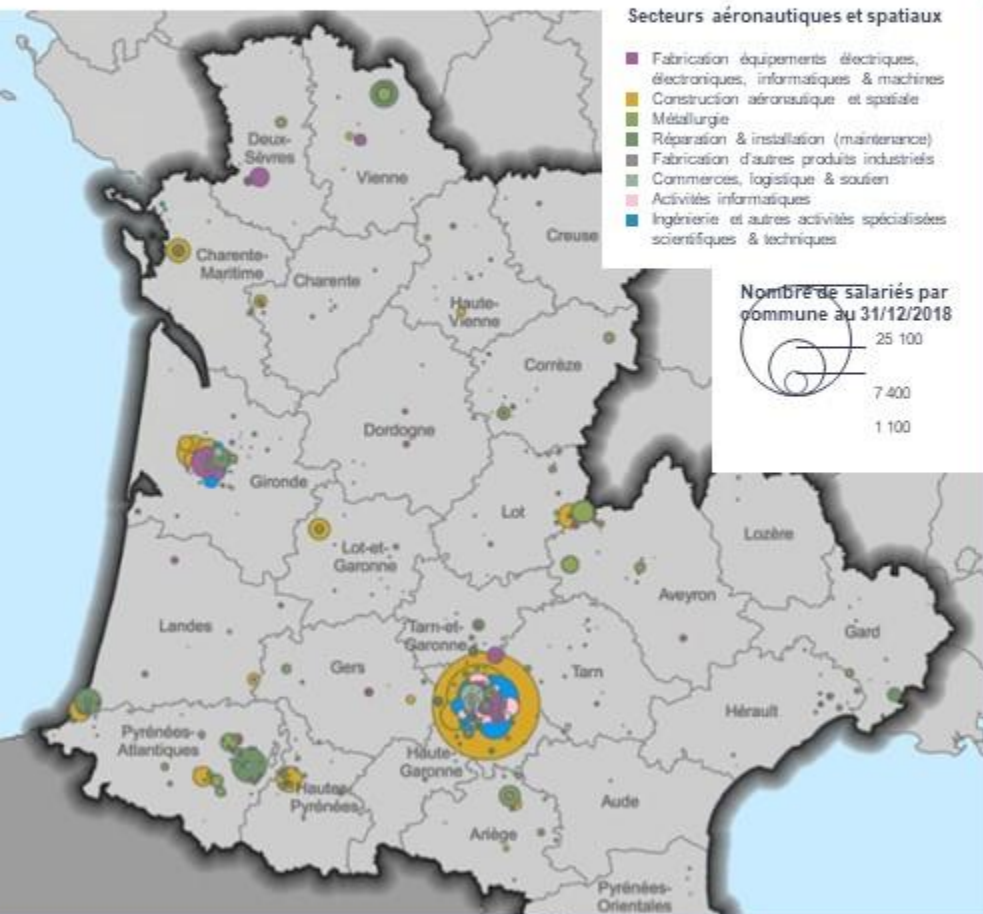 Secteurs aéronautiques et spatiaux
Fabrication équipements électriques,
électroniques, informatiques & machines
Construction aéronautique et spatiale
Métallurgie
Réparation & installation (maintenance)
Fabrication d'autres produits industriels
Commerces, logistique & soutien
Activités informatiques
Ingénierie et autres activités spécialisées
scientifiques & techniques
Nombre de salariés par
commune au 31/12/2018
25 100
7 400
1 100
Deux-
Sèvres
Vienne
Creuse
Charente-
Maritime
Charente
Haute-
Vienne
Corrèze
Dordogne
Gironde
Lot
Lozère
Lot-et-
Garonne
Aveyron
Landes
Tarn-et-
Garonne
Gard
Gers
Tarn
Hérault
Pyrénées-
Atlantiques
Haute-
Garonne
Hautes
Pyrénées
Aude
Ariège
Pyrénées-
Orientales